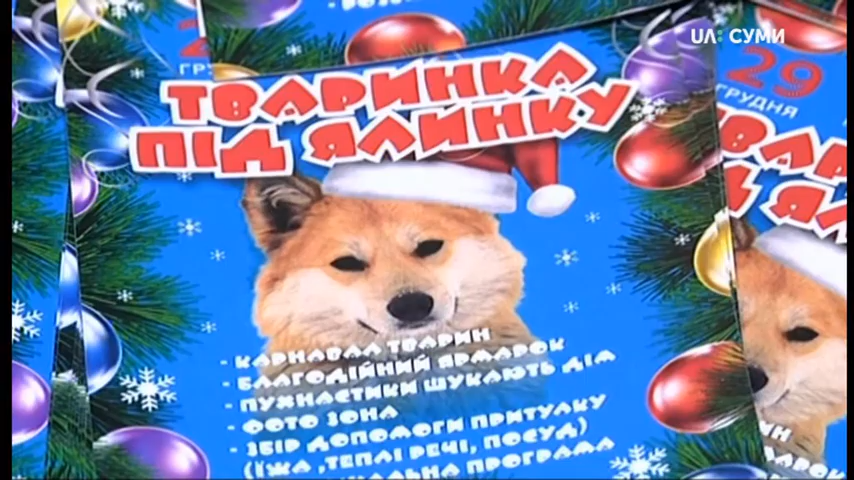 UA: СУМИ
29
ГРУДНЯ
ТВАРИНКА
ПІД ЯЛИНКУ
- КАРНАВАЛ ТВАРИН
- БЛАГОДІЙНИЙ ЯРМАРОК
- ПУХНАСТИКИ ШУКАЮТЬ ДІМ
- ФОТО ЗОНА
- ЗБІР ДОПОМОГИ ПРИТУЛКУ
(ЇЖА ,ТЕПЛІ РЕЧІ, ПОСУД)
ПРОГРАМА